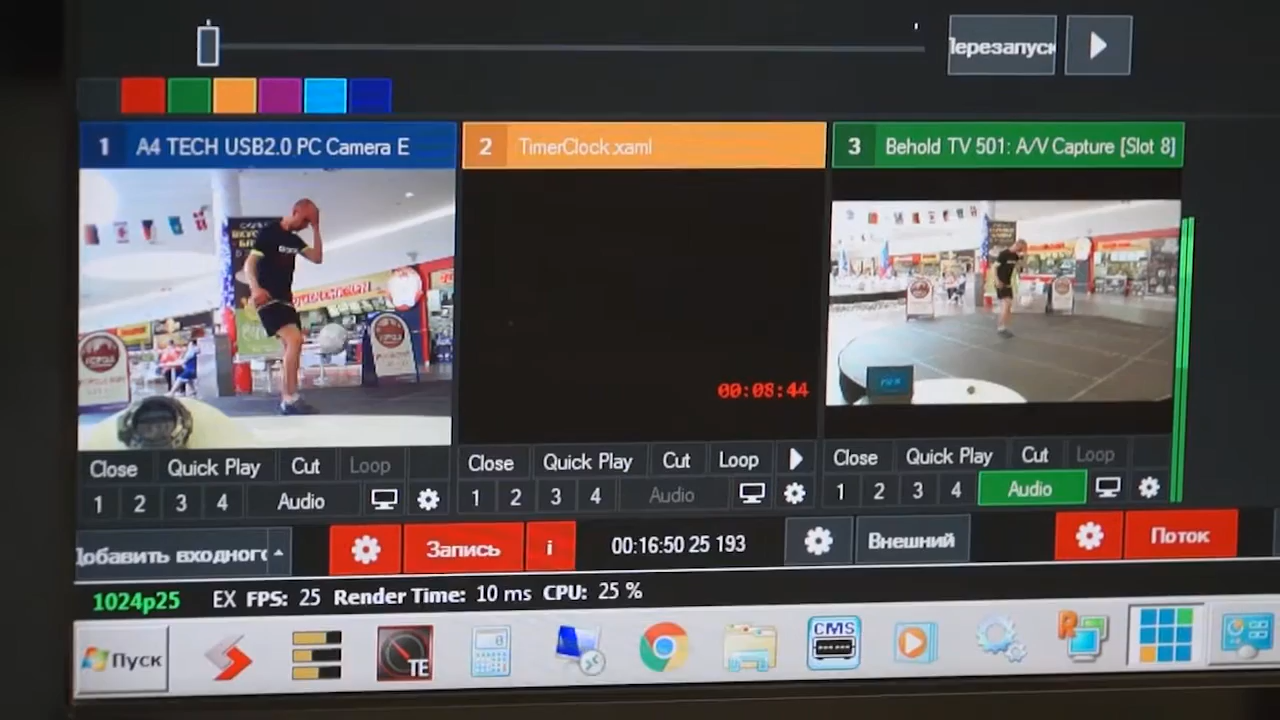 Перезапуск
1 A4 TECH USB2.0 PC Camera E
2 TimerClock.xaml
3 Behold TV 501: A/V Capture [Slot 8]
00:08:44
Close Quick Play Cut Loop
1 2 3 4 Audio
Close Quick Play Cut Loop
1 2 3 4 Audio
Close Quick Play Cut Loop
1 2 3 4 Audio
Добавить входного
Запись
i
00:16:50 25 193
Внешний
Поток
1024p25 EX FPS: 25 Render Time: 10 ms CPU: 25 %
Пуск
TE
CMS
R